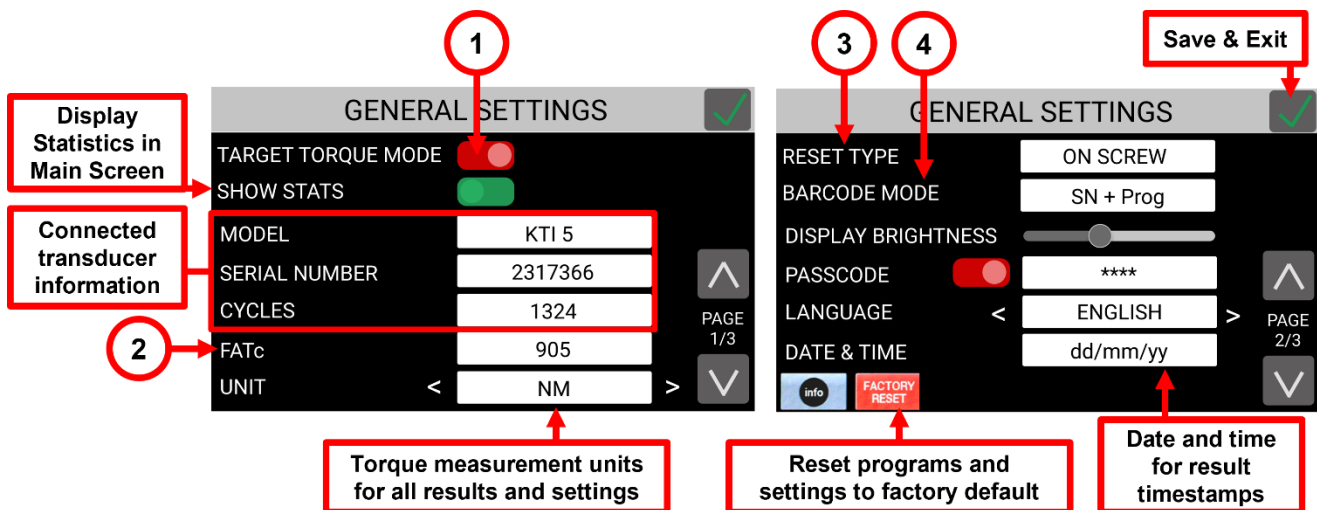 1
3
4
Save & Exit
Display
Statistics in
Main Screen
Connected
transducer
information
2
GENERAL SETTINGS
TARGET TORQUE MODE
SHOW STATS
MODEL KTI 5
SERIAL NUMBER 2317366
CYCLES 1324
FATc 905
UNIT < NM >
PAGE
1/3
Torque measurement units
for all results and settings
GENERAL SETTINGS
RESET TYPE ON SCREW
BARCODE MODE SN + Prog
DISPLAY BRIGHTNESS
PASSCODE ****
LANGUAGE < ENGLISH >
DATE & TIME dd/mm/yy
info
FACTORY
RESET
PAGE
2/3
Reset programs and
settings to factory default
Date and time
for result
timestamps